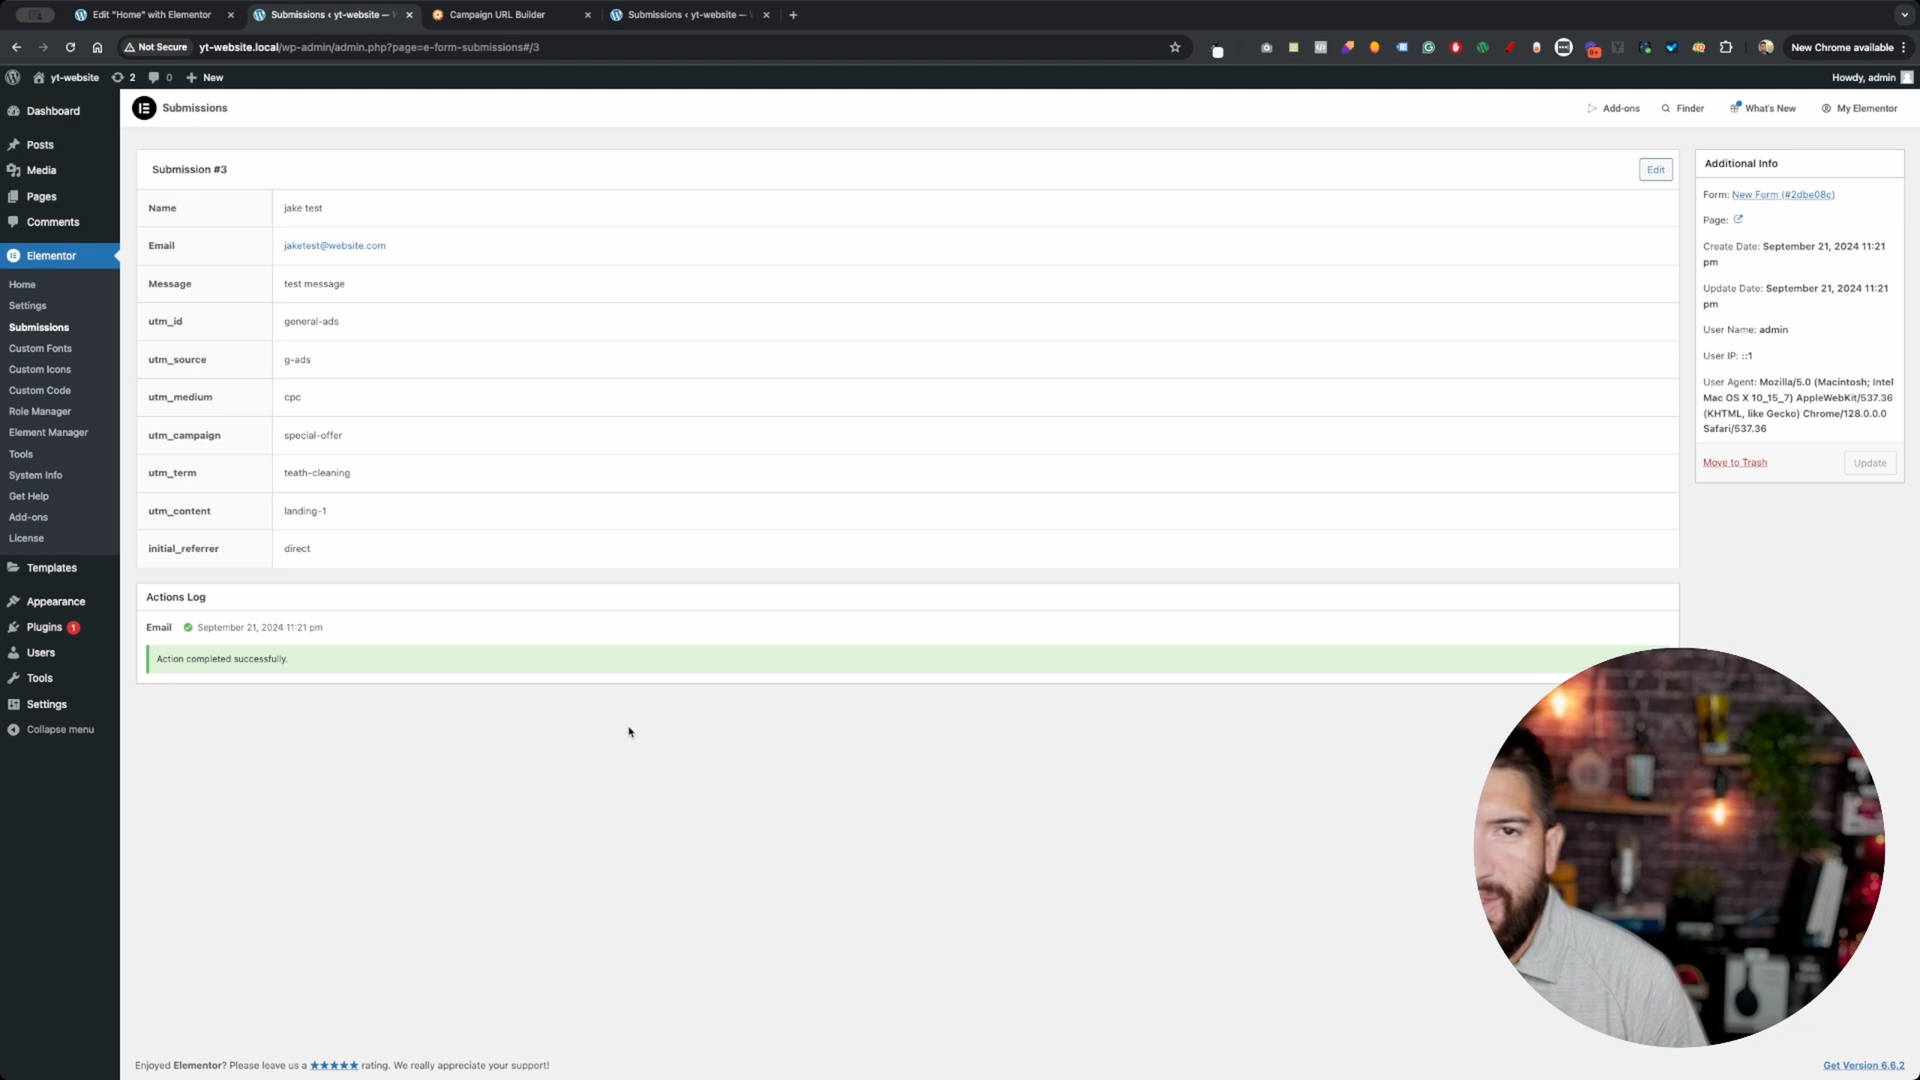 Edit "Home" with Elementor
Submissions ‹ yt-website —
Campaign URL Builder
Submissions ‹ yt-website —
Not Secure
yt-website.local/wp-admin/admin.php?page=e-form-submissions#/3
New Chrome available
yt-website
2
0
New
Howdy, admin
Dashboard
Posts
Media
Pages
Comments
Elementor
Home
Settings
Submissions
Custom Fonts
Custom Icons
Custom Code
Role Manager
Element Manager
Tools
System Info
Get Help
Add-ons
License
Templates
Appearance
Plugins 1
Users
Tools
Settings
Collapse menu
Submissions
Add-ons
Finder
What's New
My Elementor
Submission #3
Edit
Name jake test
Email jaketest@website.com
Message test message
utm_id general-ads
utm_source g-ads
utm_medium cpc
utm_campaign special-offer
utm_term teath-cleaning
utm_content landing-1
initial_referrer direct
Actions Log
Email September 21, 2024 11:21 pm
Action completed successfully.
Additional Info
Form: New Form (#2dbe08c)
Page:
Create Date: September 21, 2024 11:21
pm
Update Date: September 21, 2024 11:21
pm
User Name: admin
User IP: ::1
User Agent: Mozilla/5.0 (Macintosh; Intel
Mac OS X 10_15_7) AppleWebKit/537.36
(KHTML, like Gecko) Chrome/128.0.0.0
Safari/537.36
Move to Trash
Update
Enjoyed Elementor? Please leave us a ★★★★★ rating. We really appreciate your support!
Get Version 6.6.2